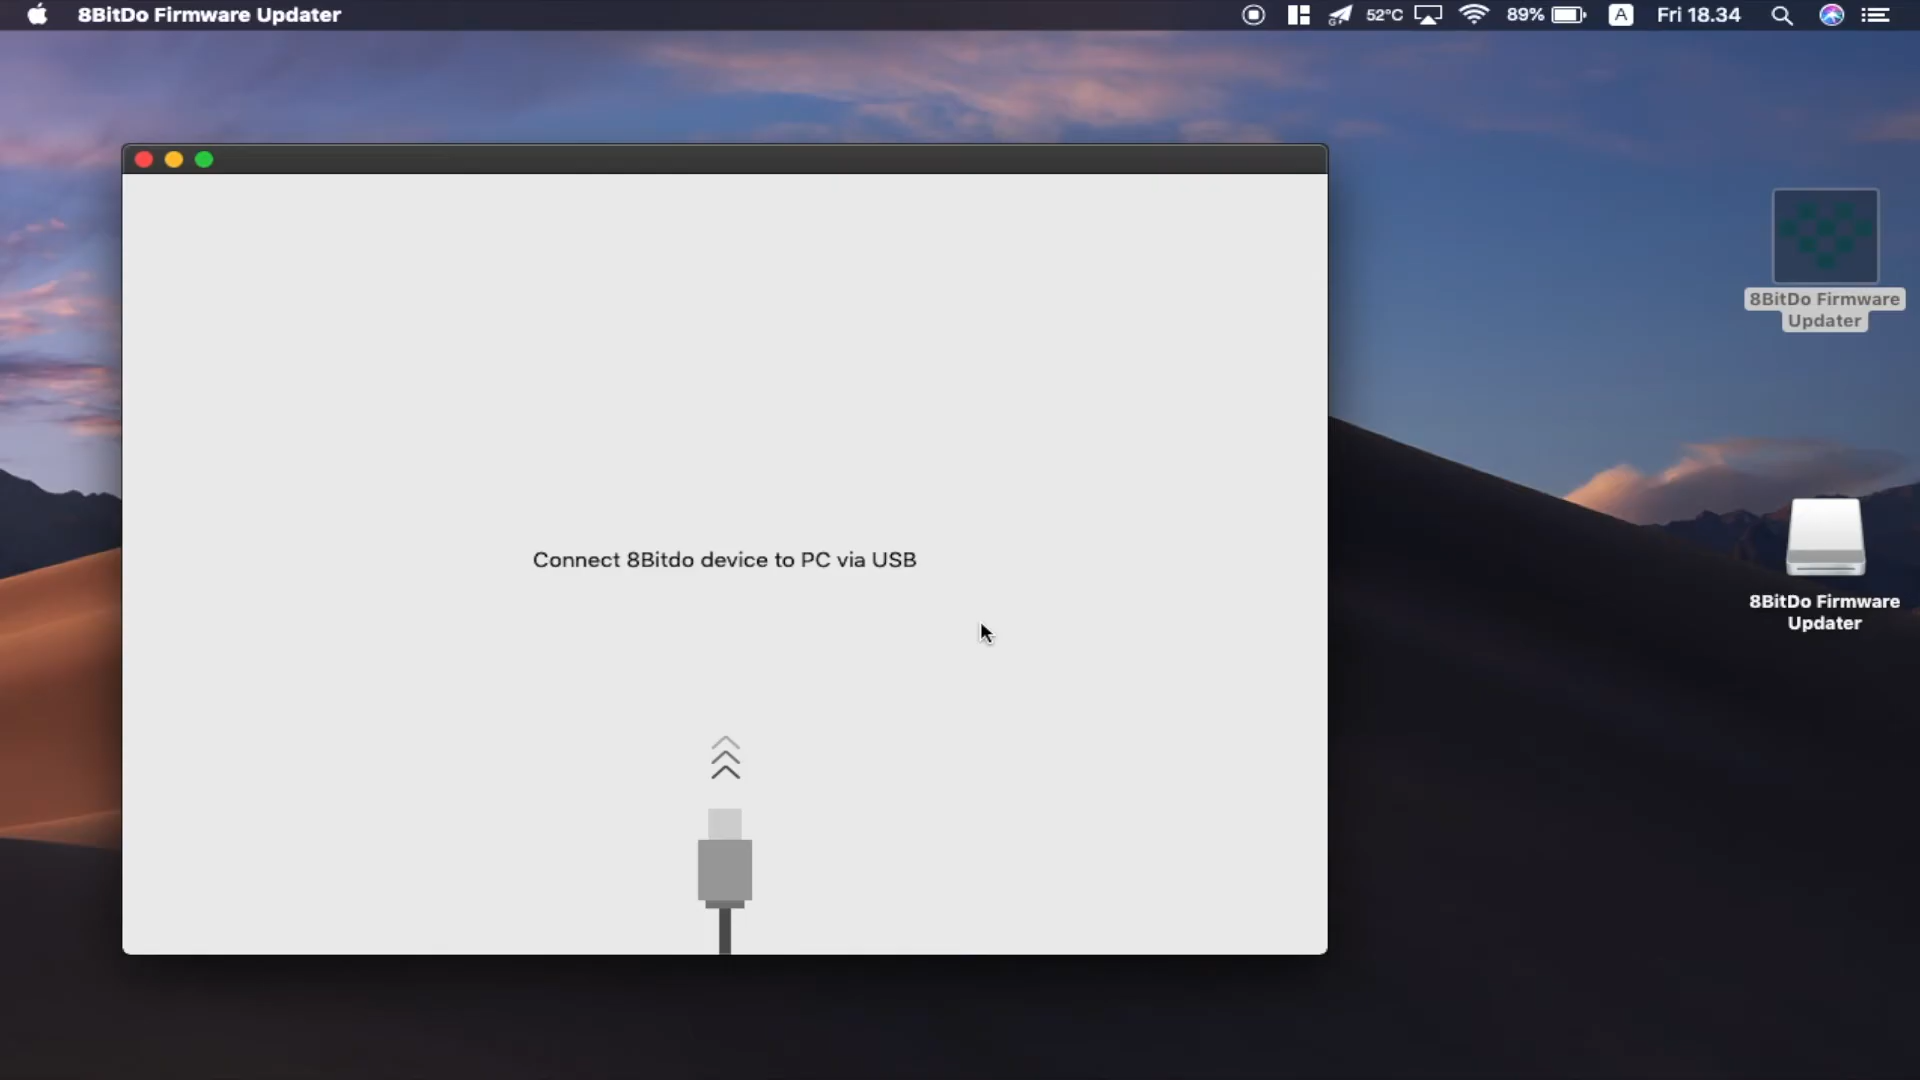 8BitDo Firmware Updater
52°C
89%
A
Fri 18.34
8BitDo Firmware
Updater
Connect 8Bitdo device to PC via USB
8BitDo Firmware
Updater